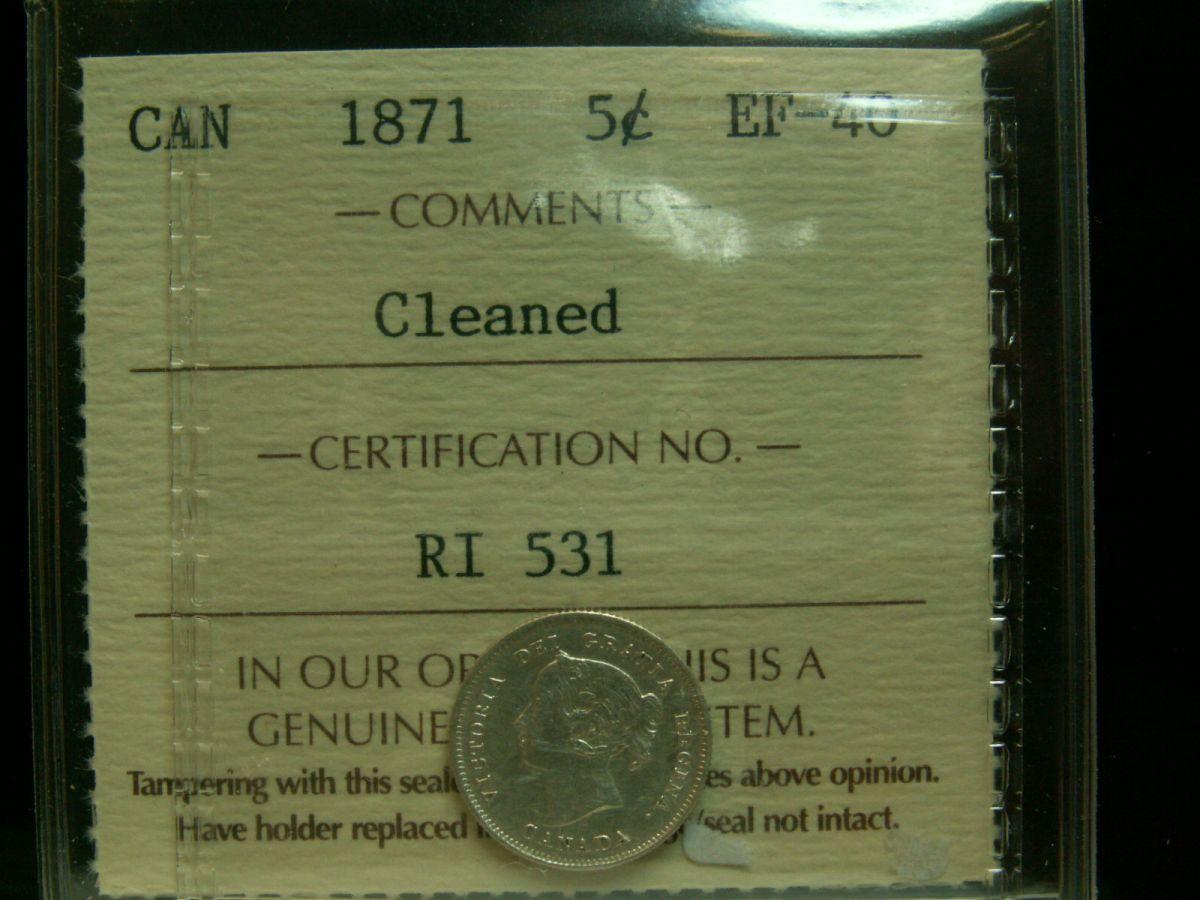 CAN 1871 5¢ EF-40
— COMMENTS —
Cleaned
— CERTIFICATION NO. —
RI 531
IN OUR OP HIS IS A
GENUINE TEM.
Tampering with this seal es above opinion.
Have holder replaced /seal not intact.
VICTORIA DEI GRATIA REGINA.
CANADA